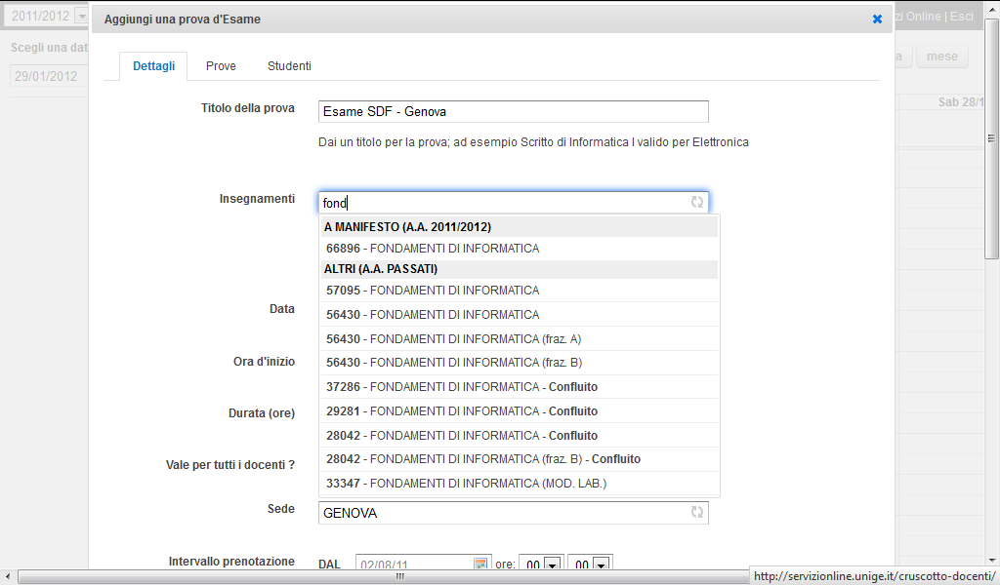 2011/2012
Aggiungi una prova d'Esame
zi Online | Esci
Scegli una dat
29/01/2012
a
mese
Sab 28/1
Dettagli
Prove
Studenti
Titolo della prova
Esame SDF - Genova
Dai un titolo per la prova; ad esempio Scritto di Informatica I valido per Elettronica
Insegnamenti
fond
A MANIFESTO (A.A. 2011/2012)
66896 - FONDAMENTI DI INFORMATICA
ALTRI (A.A. PASSATI)
57095 - FONDAMENTI DI INFORMATICA
56430 - FONDAMENTI DI INFORMATICA
56430 - FONDAMENTI DI INFORMATICA (fraz. A)
56430 - FONDAMENTI DI INFORMATICA (fraz. B)
37286 - FONDAMENTI DI INFORMATICA - Confluito
29281 - FONDAMENTI DI INFORMATICA - Confluito
28042 - FONDAMENTI DI INFORMATICA - Confluito
28042 - FONDAMENTI DI INFORMATICA (fraz. B) - Confluito
33347 - FONDAMENTI DI INFORMATICA (MOD. LAB.)
Data
Ora d'inizio
Durata (ore)
Vale per tutti i docenti ?
Sede
GENOVA
Intervallo prenotazione
DAL 02/08/11 ore: 00 00
http://servizionline.unige.it/cruscotto-docenti/